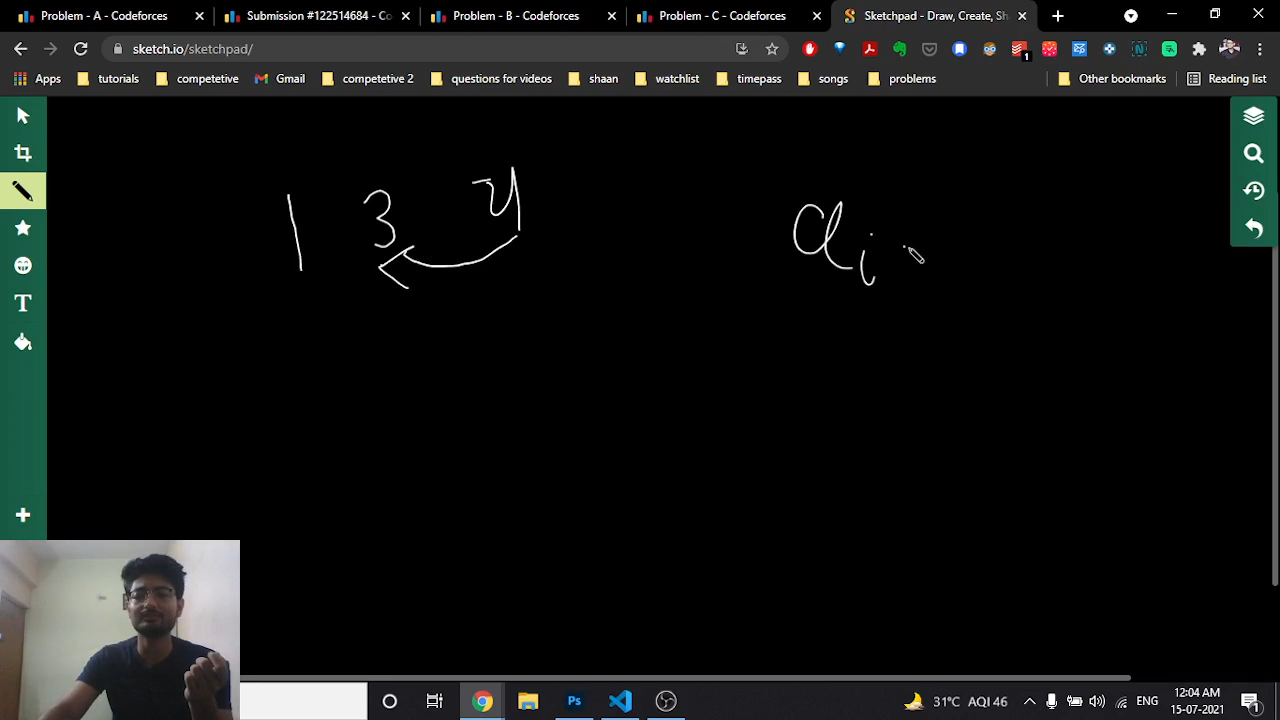 Problem - A - Codeforces
Submission #122514684 - Co
Problem - B - Codeforces
Problem - C - Codeforces
Sketchpad - Draw, Create, Sh
sketch.io/sketchpad/
1
Apps
tutorials
competetive
Gmail
competetive 2
questions for videos
shaan
watchlist
timepass
songs
problems
Other bookmarks
Reading list
1 3 4
a i
T
31°C AQI 46
ENG
12:04 AM
15-07-2021
1